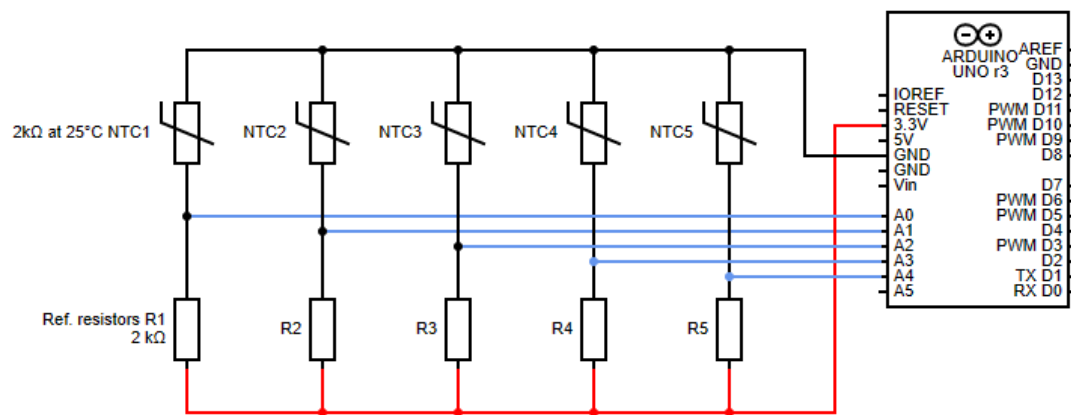 ARDUINO
UNO r3
AREF
GND
D13
IOREF
D12
RESET
PWM D11
3.3V
PWM D10
5V
PWM D9
GND
D8
GND
Vin
D7
PWM D6
A0
PWM D5
A1
D4
A2
PWM D3
A3
D2
A4
TX D1
A5
RX D0
2kΩ at 25°C NTC1
NTC2
NTC3
NTC4
NTC5
Ref. resistors R1
2 kΩ
R2
R3
R4
R5